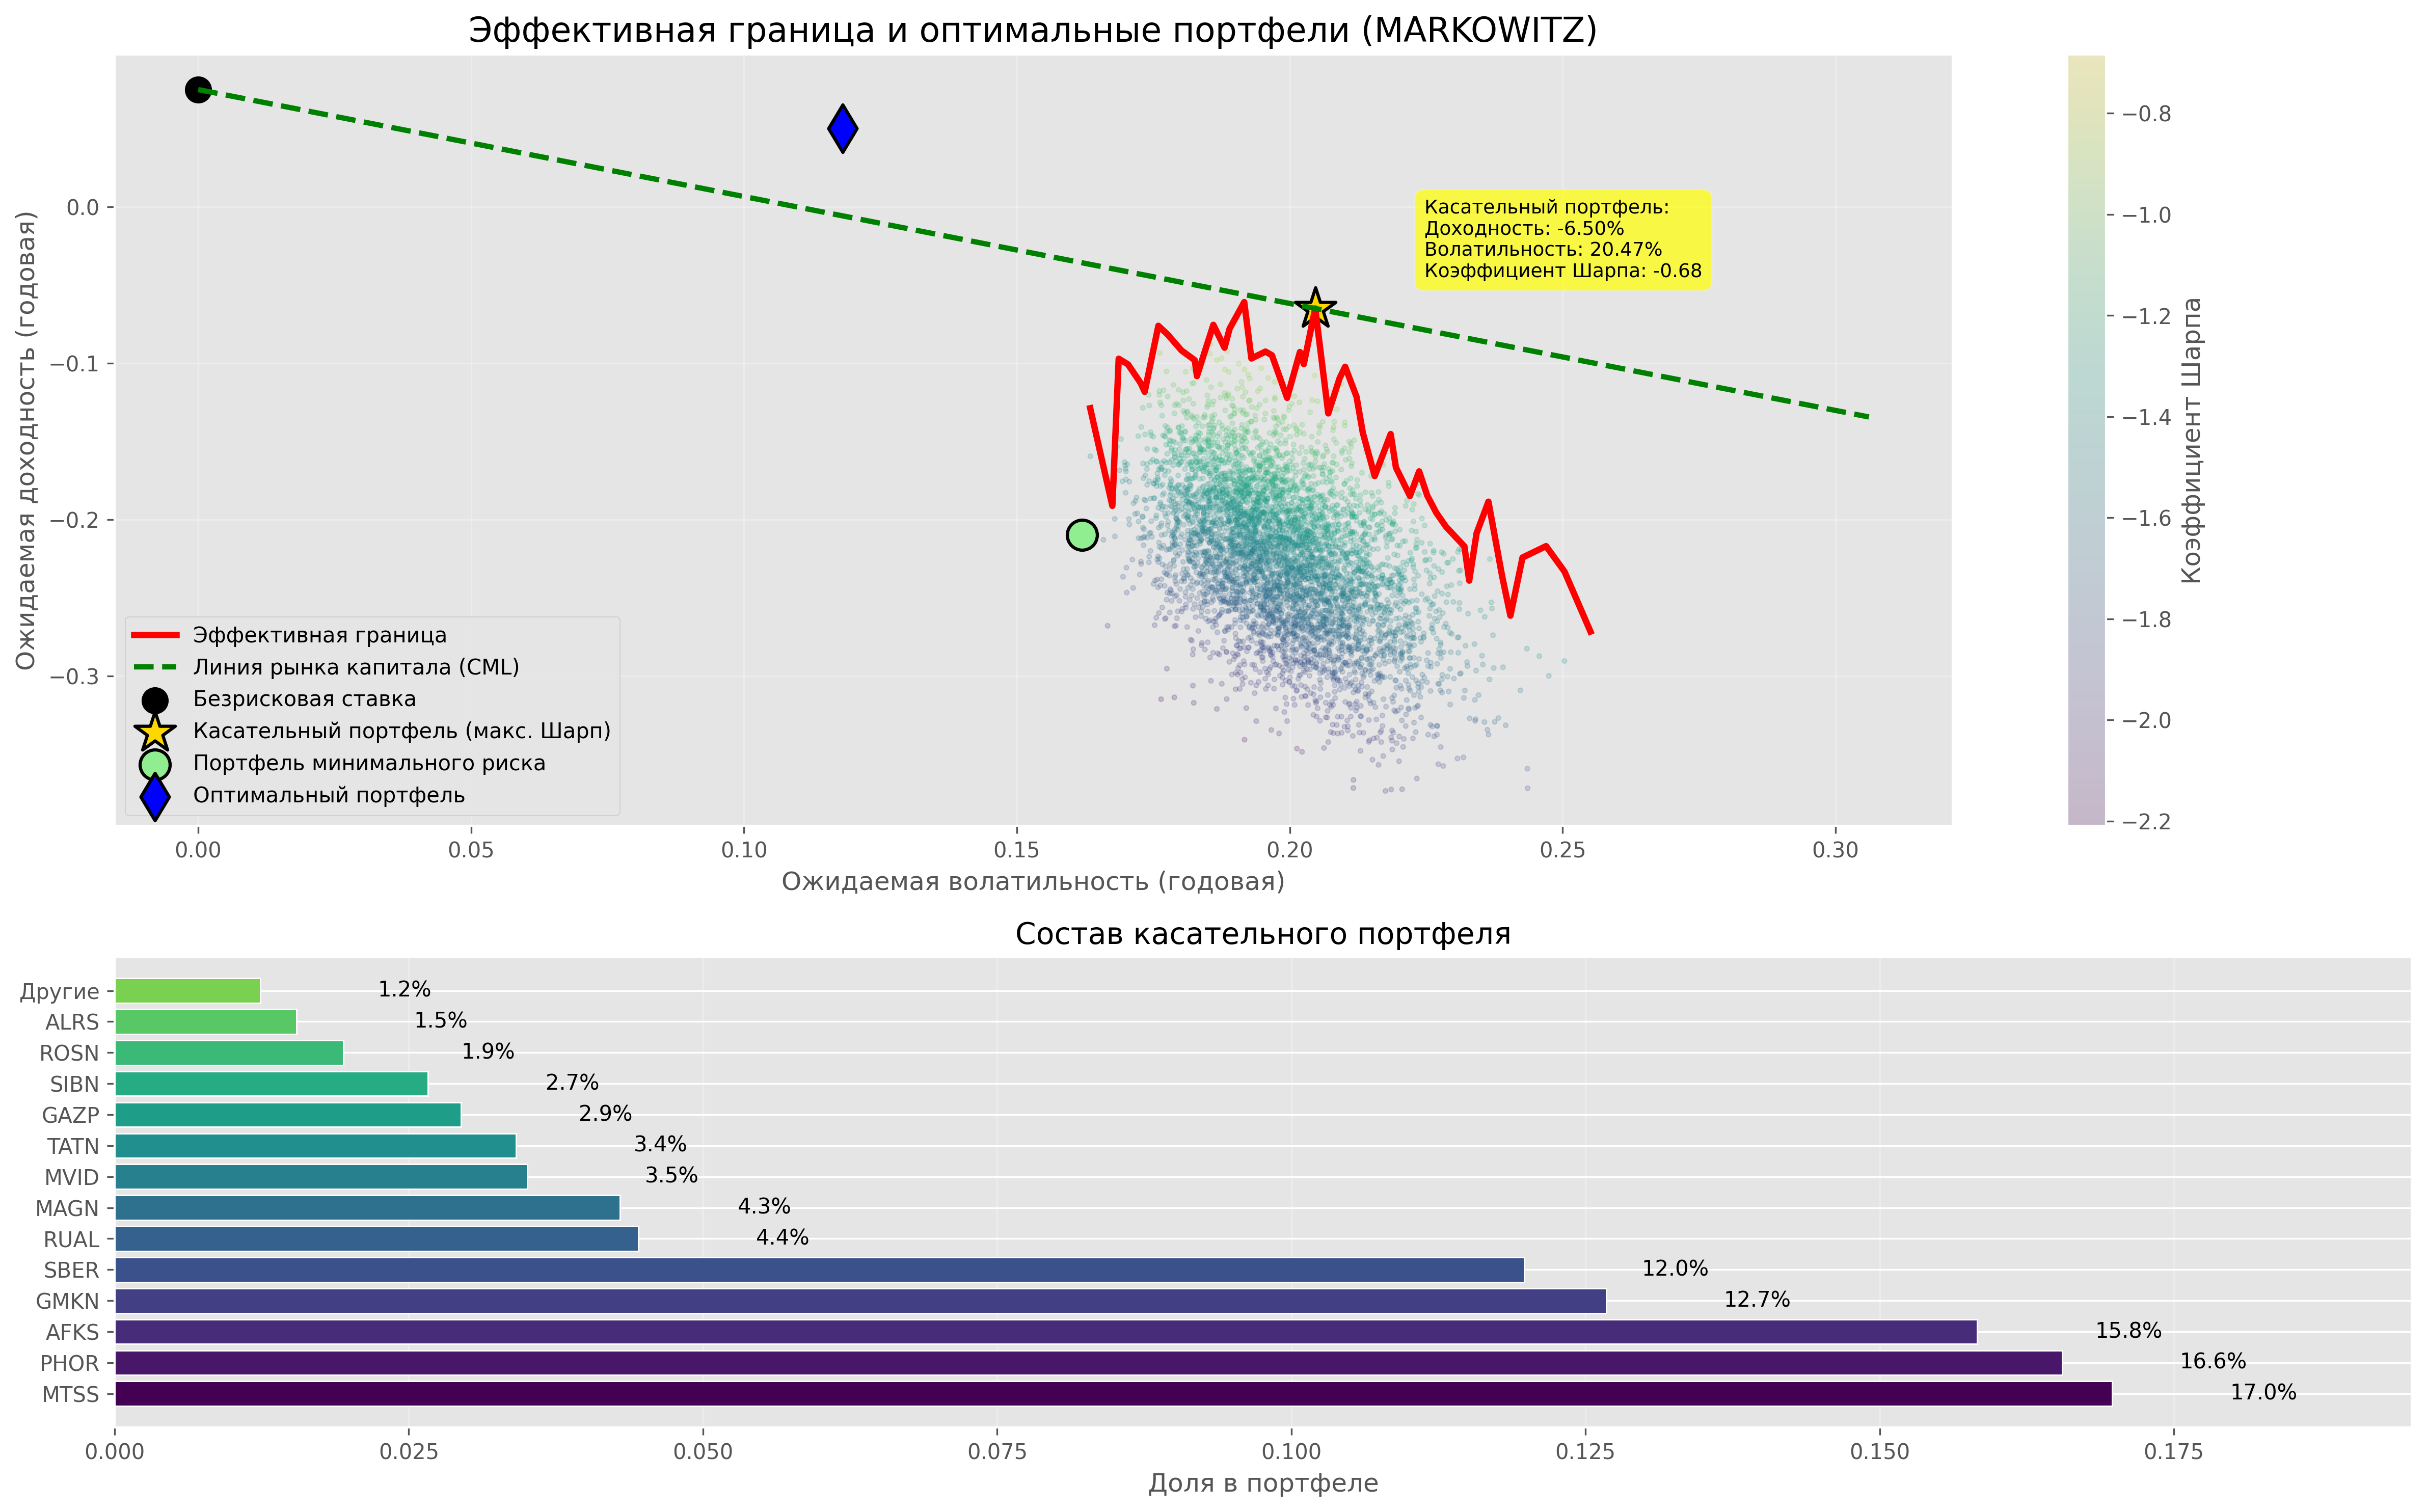 Эффективная граница и оптимальные портфели (MARKOWITZ)
Ожидаемая доходность (годовая)
0.0
−0.1
−0.2
−0.3
Касательный портфель:
Доходность: -6.50%
Волатильность: 20.47%
Коэффициент Шарпа: -0.68
Эффективная граница
Линия рынка капитала (CML)
Безрисковая ставка
Касательный портфель (макс. Шарп)
Портфель минимального риска
Оптимальный портфель
0.00 0.05 0.10 0.15 0.20 0.25 0.30
Ожидаемая волатильность (годовая)
−0.8
−1.0
−1.2
−1.4
−1.6
−1.8
−2.0
−2.2
Коэффициент Шарпа
Состав касательного портфеля
Другие 1.2%
ALRS 1.5%
ROSN 1.9%
SIBN 2.7%
GAZP 2.9%
TATN 3.4%
MVID 3.5%
MAGN 4.3%
RUAL 4.4%
SBER 12.0%
GMKN 12.7%
AFKS 15.8%
PHOR 16.6%
MTSS 17.0%
0.000 0.025 0.050 0.075 0.100 0.125 0.150 0.175
Доля в портфеле